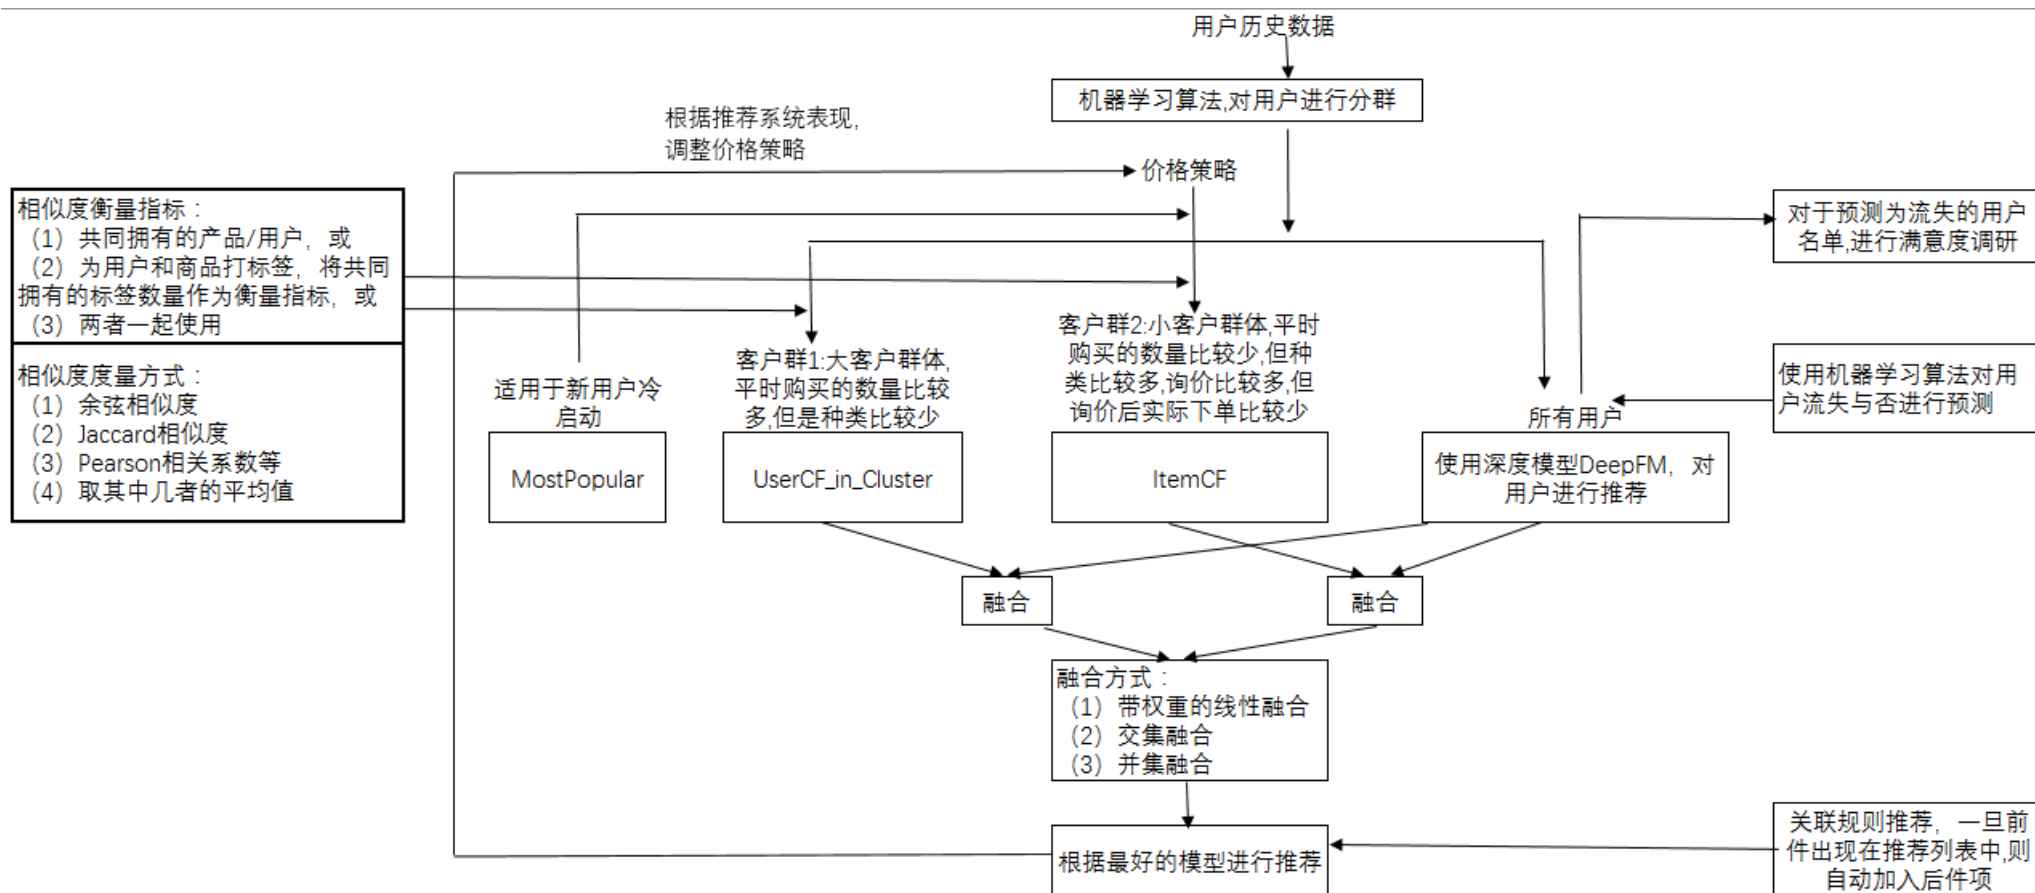 用户历史数据
机器学习算法,对用户进行分群
根据推荐系统表现,
调整价格策略
价格策略
相似度衡量指标：
（1）共同拥有的产品/用户，或
（2）为用户和商品打标签，将共同
拥有的标签数量作为衡量指标，或
（3）两者一起使用
相似度度量方式：
（1）余弦相似度
（2）Jaccard相似度
（3）Pearson相关系数等
（4）取其中几者的平均值
适用于新用户冷
启动
MostPopular
客户群1:大客户群体,
平时购买的数量比较
多,但是种类比较少
UserCF_in_Cluster
客户群2:小客户群体,平时
购买的数量比较少,但种
类比较多,询价比较多,但
询价后实际下单比较少
ItemCF
所有用户
使用深度模型DeepFM，对
用户进行推荐
对于预测为流失的用户
名单,进行满意度调研
使用机器学习算法对用
户流失与否进行预测
融合
融合
融合方式：
（1）带权重的线性融合
（2）交集融合
（3）并集融合
根据最好的模型进行推荐
关联规则推荐，一旦前
件出现在推荐列表中,则
自动加入后件项